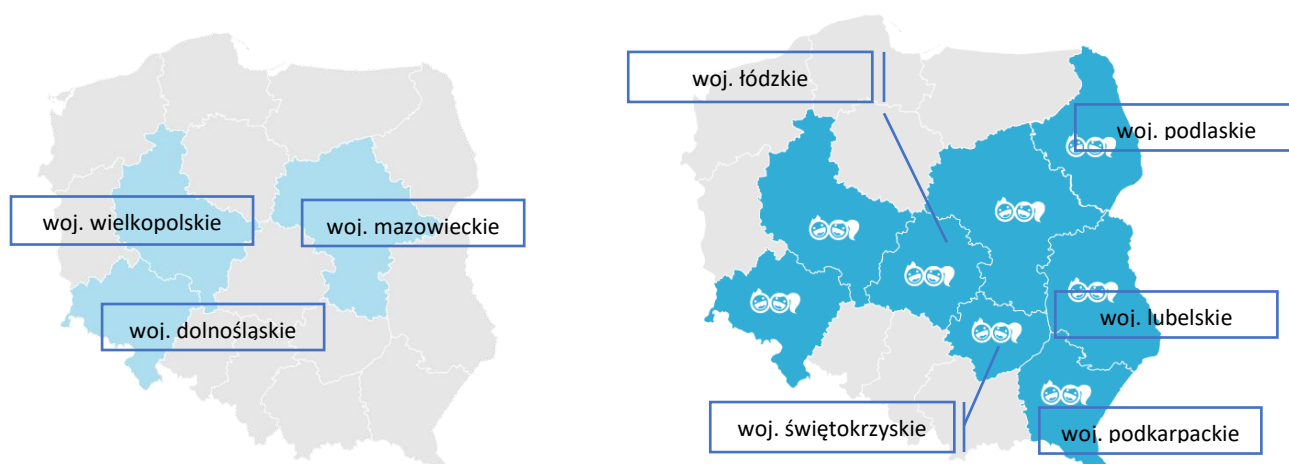 woj. łódzkie
woj. podlaskie
woj. wielkopolskie
woj. mazowieckie
woj. dolnośląskie
woj. lubelskie
woj. świętokrzyskie
woj. podkarpackie